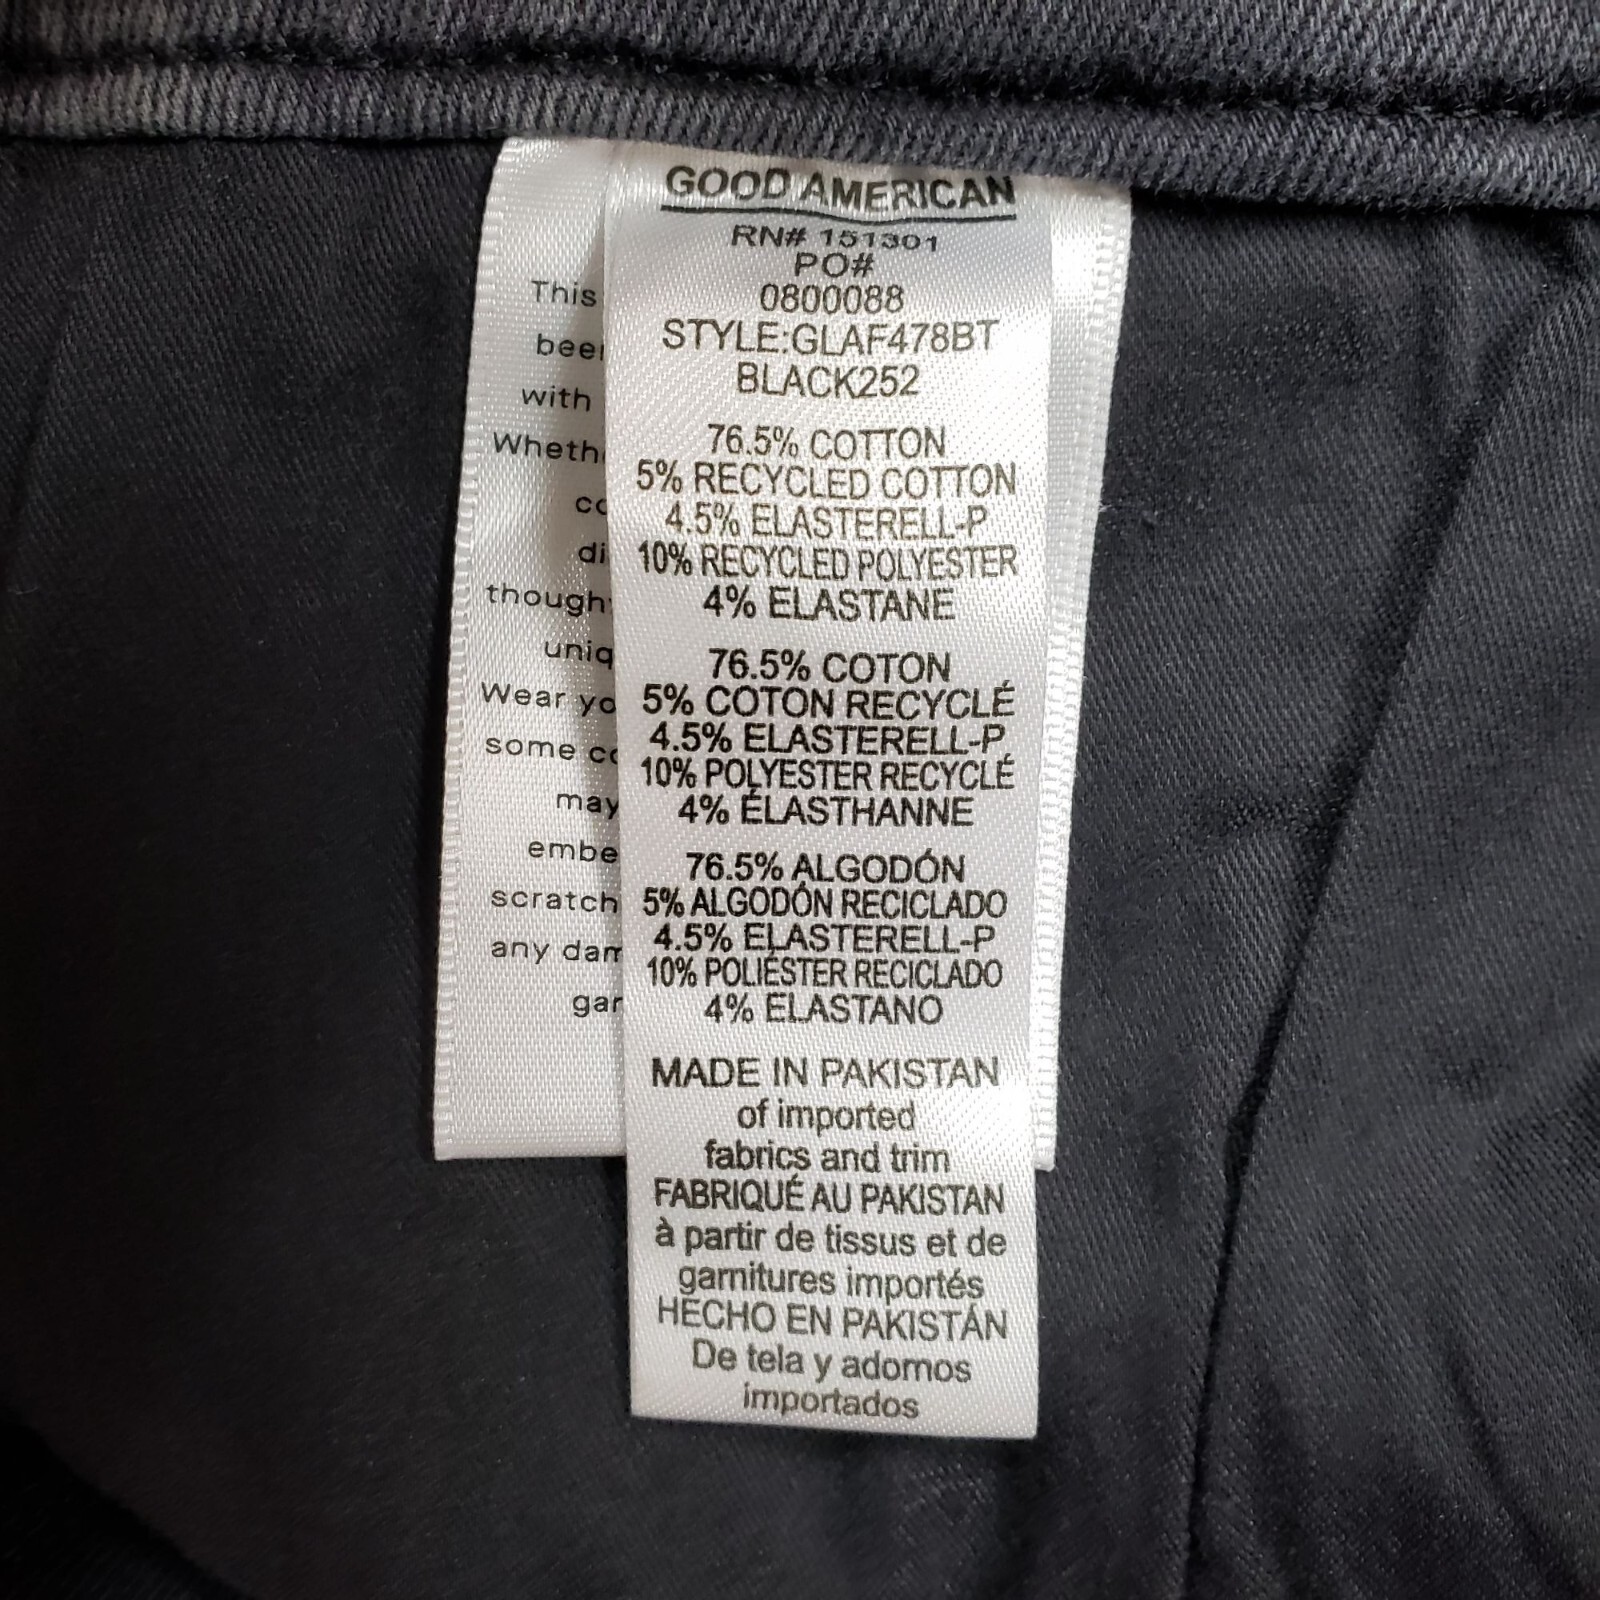 GOOD AMERICAN
RN# 151301
PO#
0800088
STYLE:GLAF478BT
BLACK252
76.5% COTTON
5% RECYCLED COTTON
4.5% ELASTERELL-P
10% RECYCLED POLYESTER
4% ELASTANE
76.5% COTON
5% COTON RECYCLÉ
4.5% ELASTERELL-P
10% POLYESTER RECYCLÉ
4% ÉLASTHANNE
76.5% ALGODÓN
5% ALGODÓN RECICLADO
4.5% ELASTERELL-P
10% POLIÉSTER RECICLADO
4% ELASTANO
MADE IN PAKISTAN
of imported
fabrics and trim
FABRIQUÉ AU PAKISTAN
à partir de tissus et de
garnitures importés
HECHO EN PAKISTÁN
De tela y adornos
importados
This
with
Wear
some
may
any